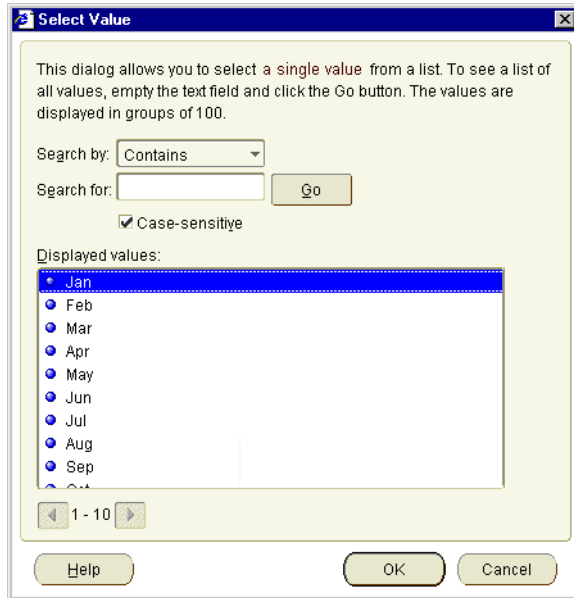 Select Value
This dialog allows you to select a single value from a list. To see a list of
all values, empty the text field and click the Go button. The values are
displayed in groups of 100.
Search by: Contains
Search for: Go
Case-sensitive
Displayed values:
Jan
Feb
Mar
Apr
May
Jun
Jul
Aug
Sep
1 - 10
Help OK Cancel